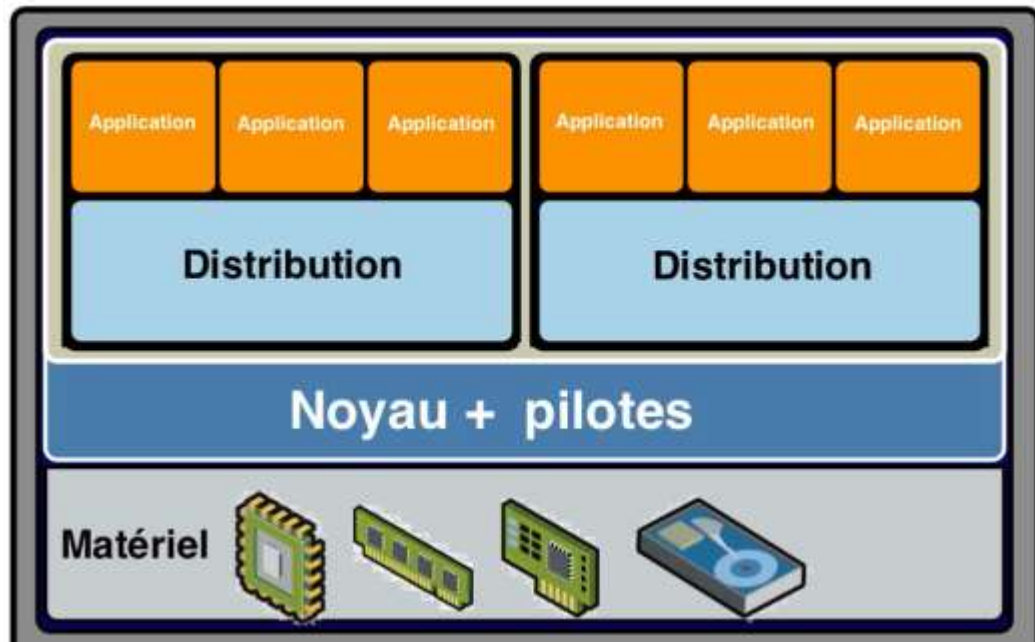 Application Application Application Application Application Application
Distribution Distribution
Noyau + pilotes
Matériel